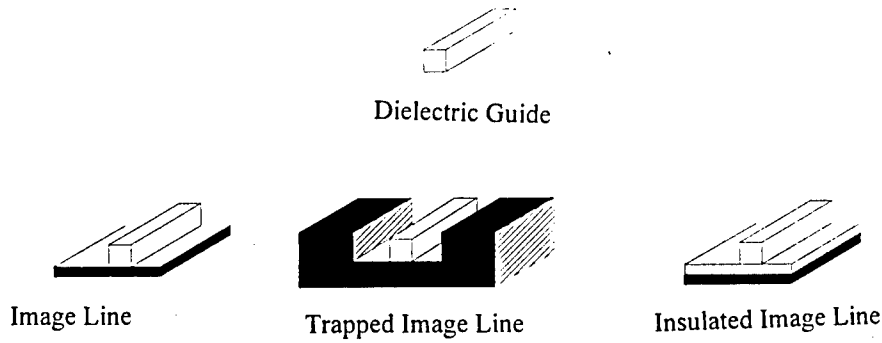 Dielectric Guide
Image Line
Trapped Image Line
Insulated Image Line